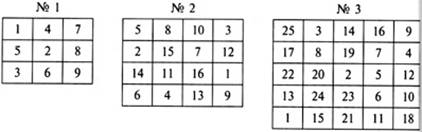 № 1
1 4 7
5 2 8
3 6 9
№ 2
5 8 10 3
2 15 7 12
14 11 16 1
6 4 13 9
№ 3
25 3 14 16 9
17 8 19 7 4
22 20 2 5 12
13 24 23 6 10
1 15 21 11 18